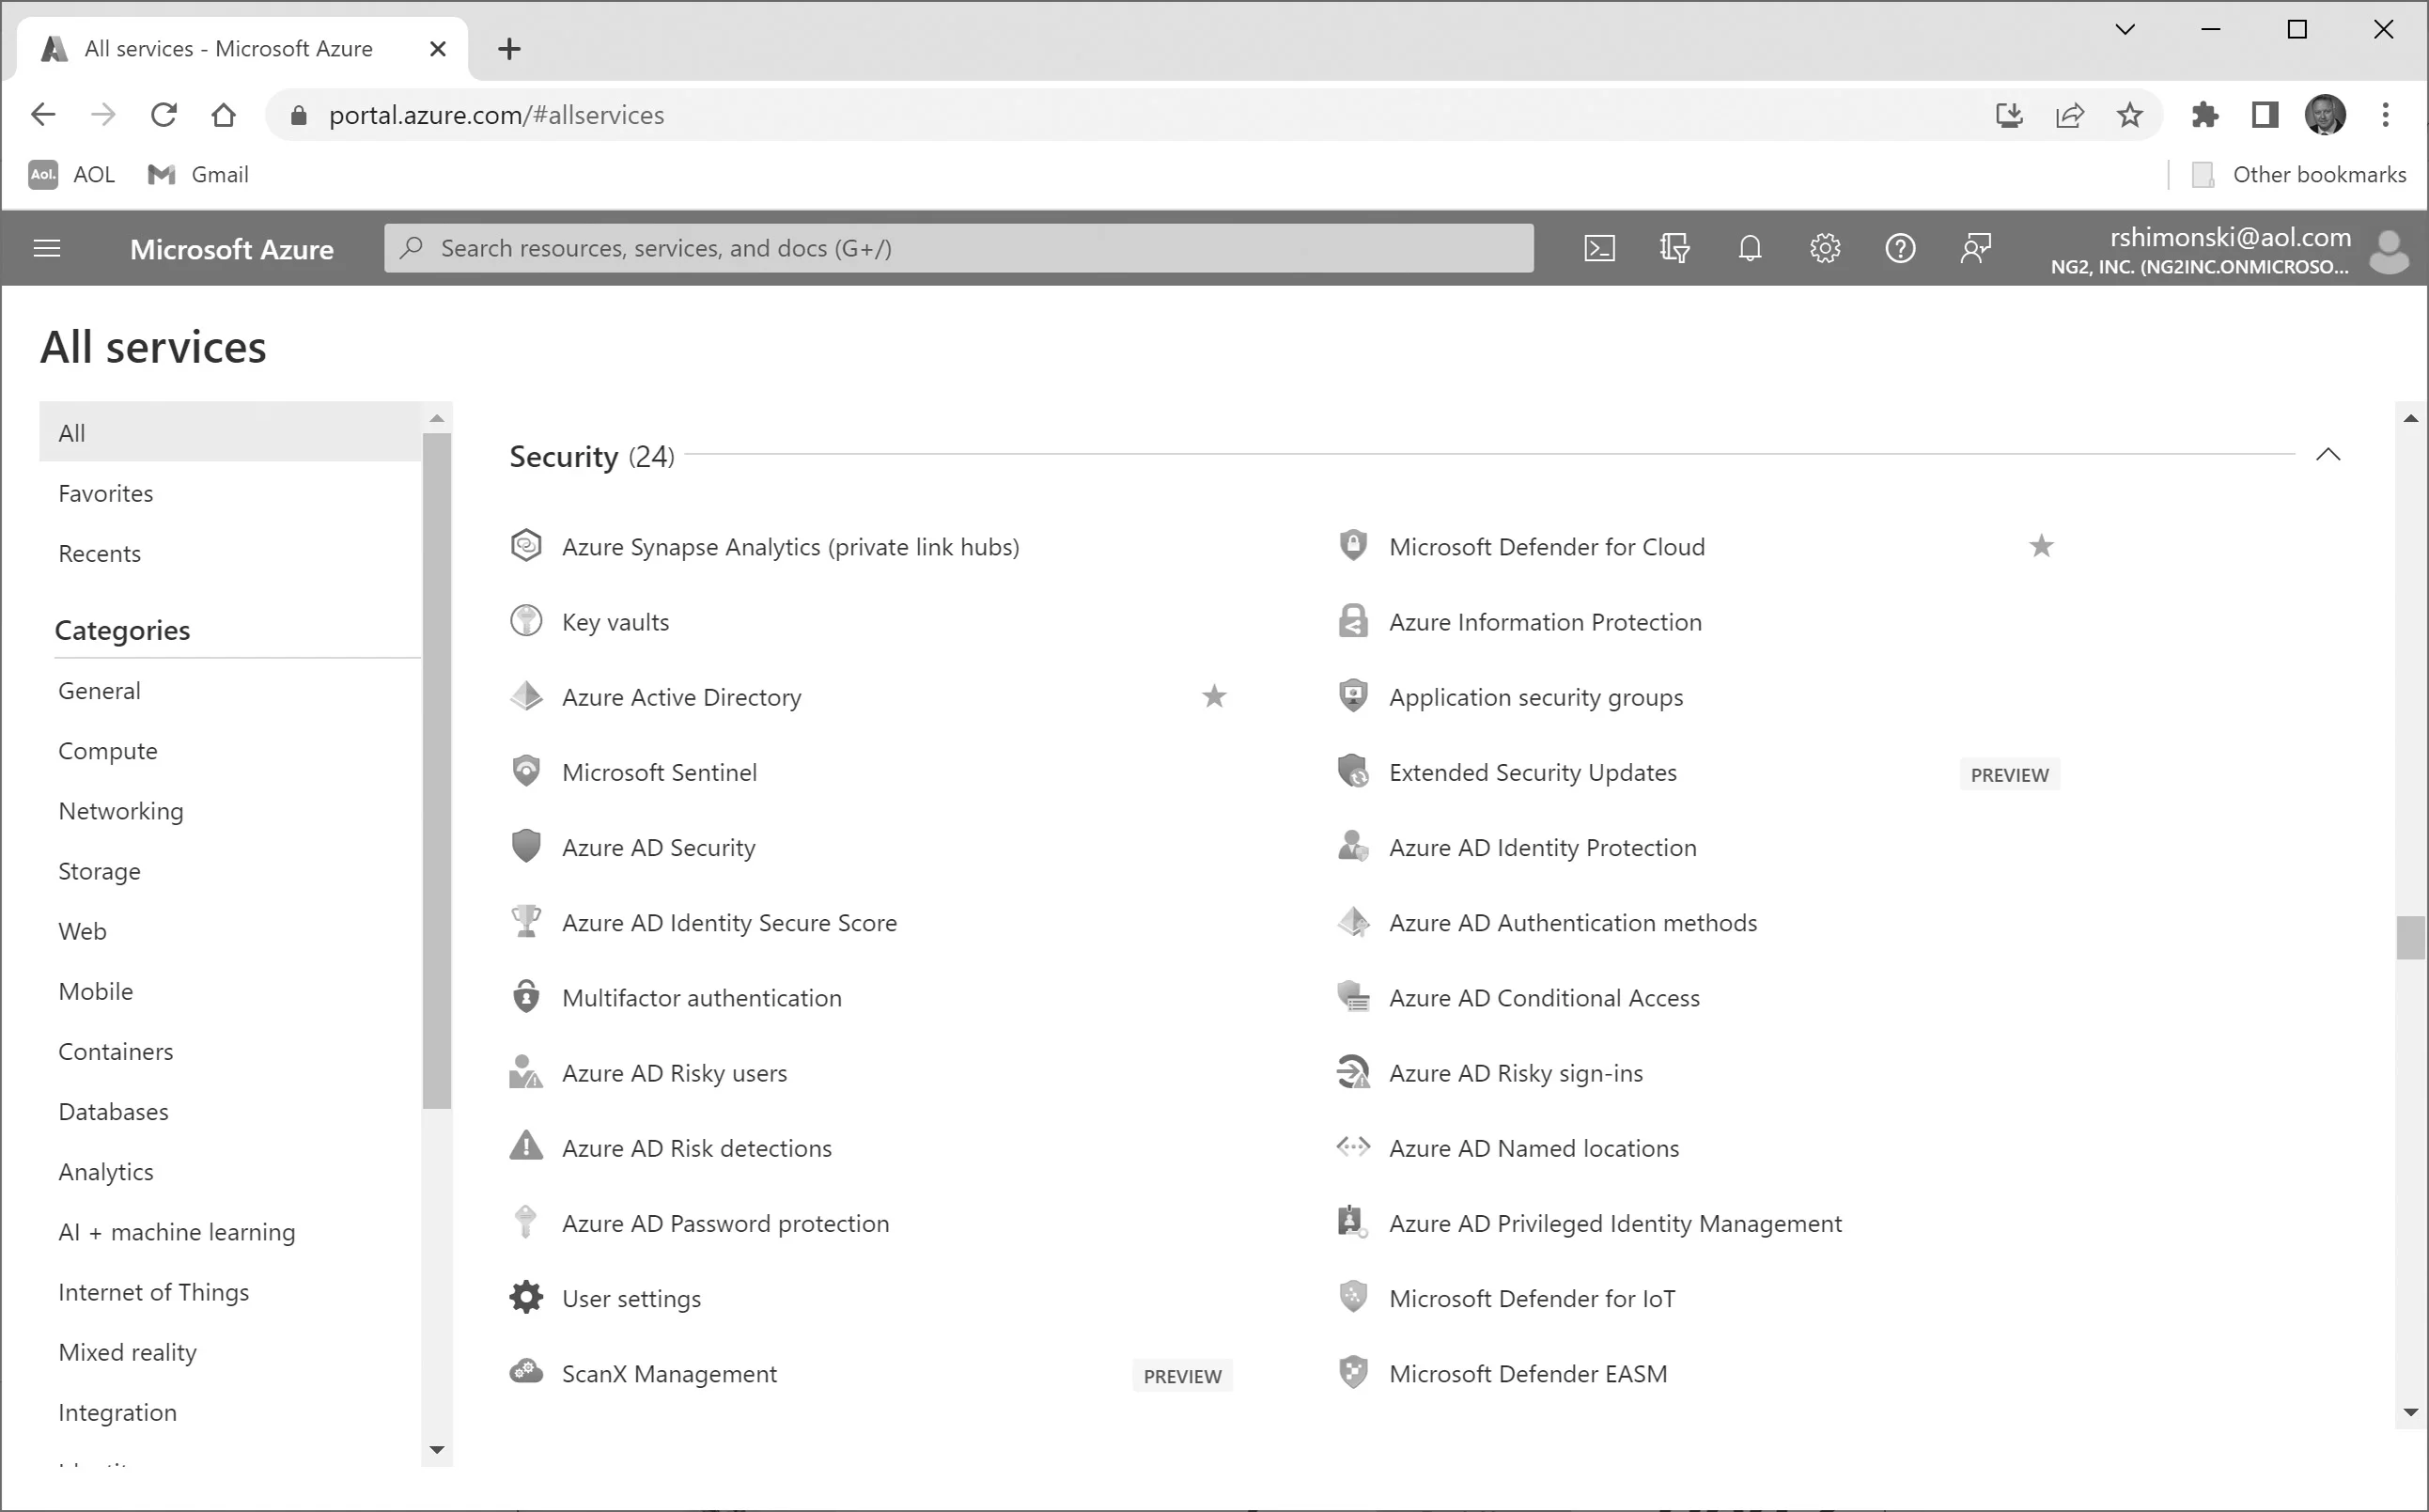 All services - Microsoft Azure
portal.azure.com/#allservices
Aol. AOL Gmail Other bookmarks
Microsoft Azure Search resources, services, and docs (G+/) rshimonski@aol.com
NG2, INC. (NG2INC.ONMICROSO...
All services
All
Favorites
Recents
Categories
General
Compute
Networking
Storage
Web
Mobile
Containers
Databases
Analytics
AI + machine learning
Internet of Things
Mixed reality
Integration
Security (24)
Azure Synapse Analytics (private link hubs)
Microsoft Defender for Cloud
Key vaults
Azure Information Protection
Azure Active Directory
Application security groups
Microsoft Sentinel
Extended Security Updates PREVIEW
Azure AD Security
Azure AD Identity Protection
Azure AD Identity Secure Score
Azure AD Authentication methods
Multifactor authentication
Azure AD Conditional Access
Azure AD Risky users
Azure AD Risky sign-ins
Azure AD Risk detections
Azure AD Named locations
Azure AD Password protection
Azure AD Privileged Identity Management
User settings
Microsoft Defender for IoT
ScanX Management PREVIEW
Microsoft Defender EASM